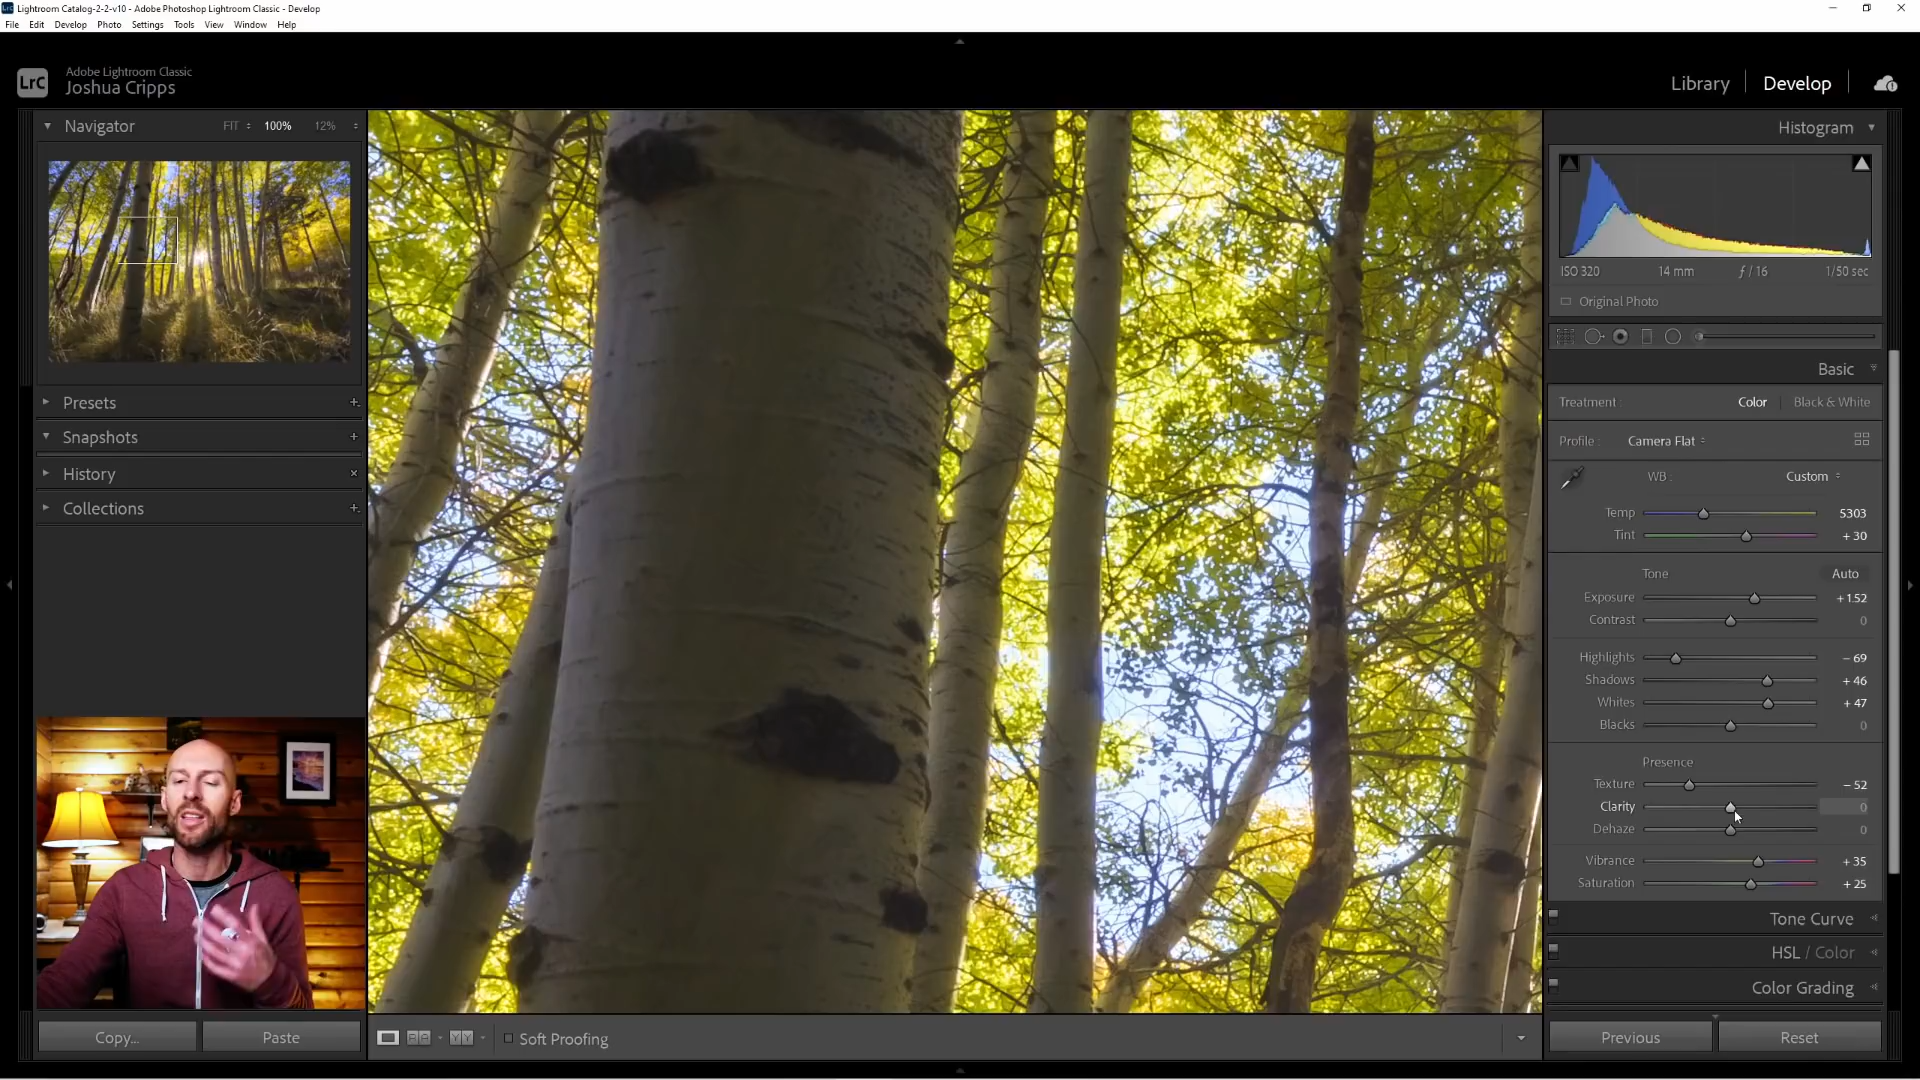 Lightroom Catalog-2-2-v10 - Adobe Photoshop Lightroom Classic - Develop
File Edit Develop Photo Settings Tools View Window Help
LrC
Adobe Lightroom Classic
Joshua Cripps
Library
Develop
Navigator FIT 100% 12%
Presets
Snapshots
History
Collections
Copy...
Paste
Soft Proofing
Histogram
ISO 320 14 mm ƒ / 16 1/50 sec
Original Photo
Basic
Treatment : Color Black & White
Profile : Camera Flat
WB : Custom
Temp 5303
Tint + 30
Tone Auto
Exposure + 1.52
Contrast 0
Highlights – 69
Shadows + 46
Whites + 47
Blacks 0
Presence
Texture – 52
Clarity 0
Dehaze 0
Vibrance + 35
Saturation + 25
Tone Curve
HSL / Color
Color Grading
Previous
Reset